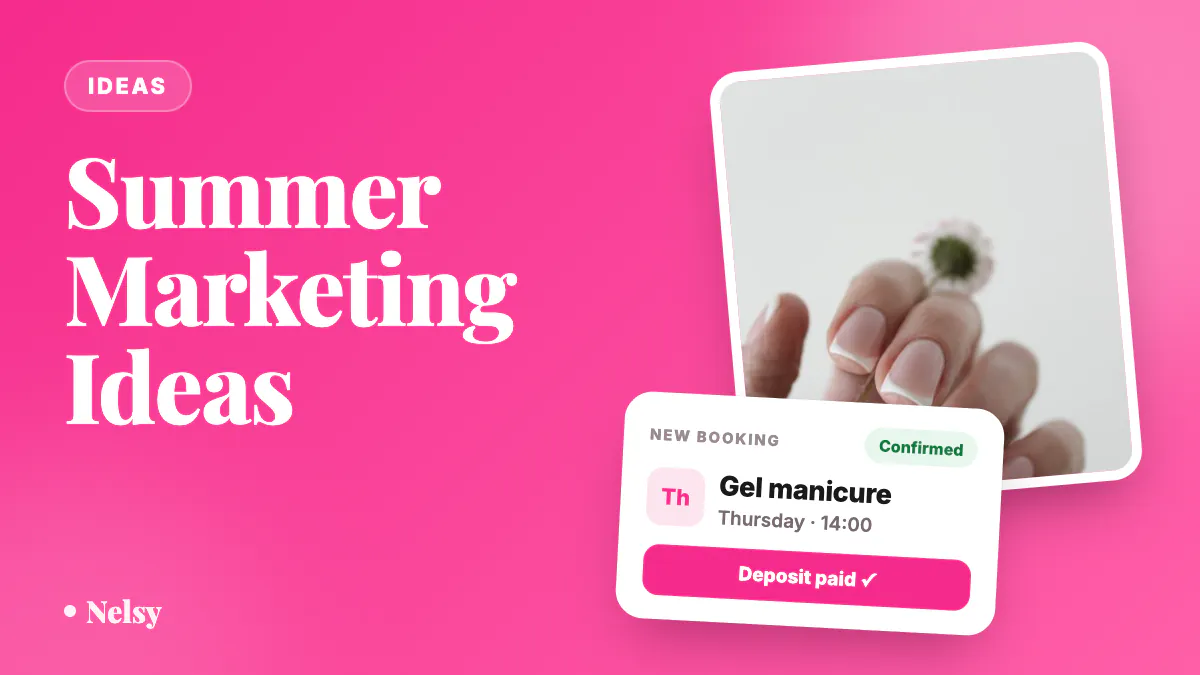 IDEAS
Summer
Marketing
Ideas
NEW BOOKING
Confirmed
Th
Gel manicure
Thursday · 14:00
Deposit paid ✓
• Nelsy